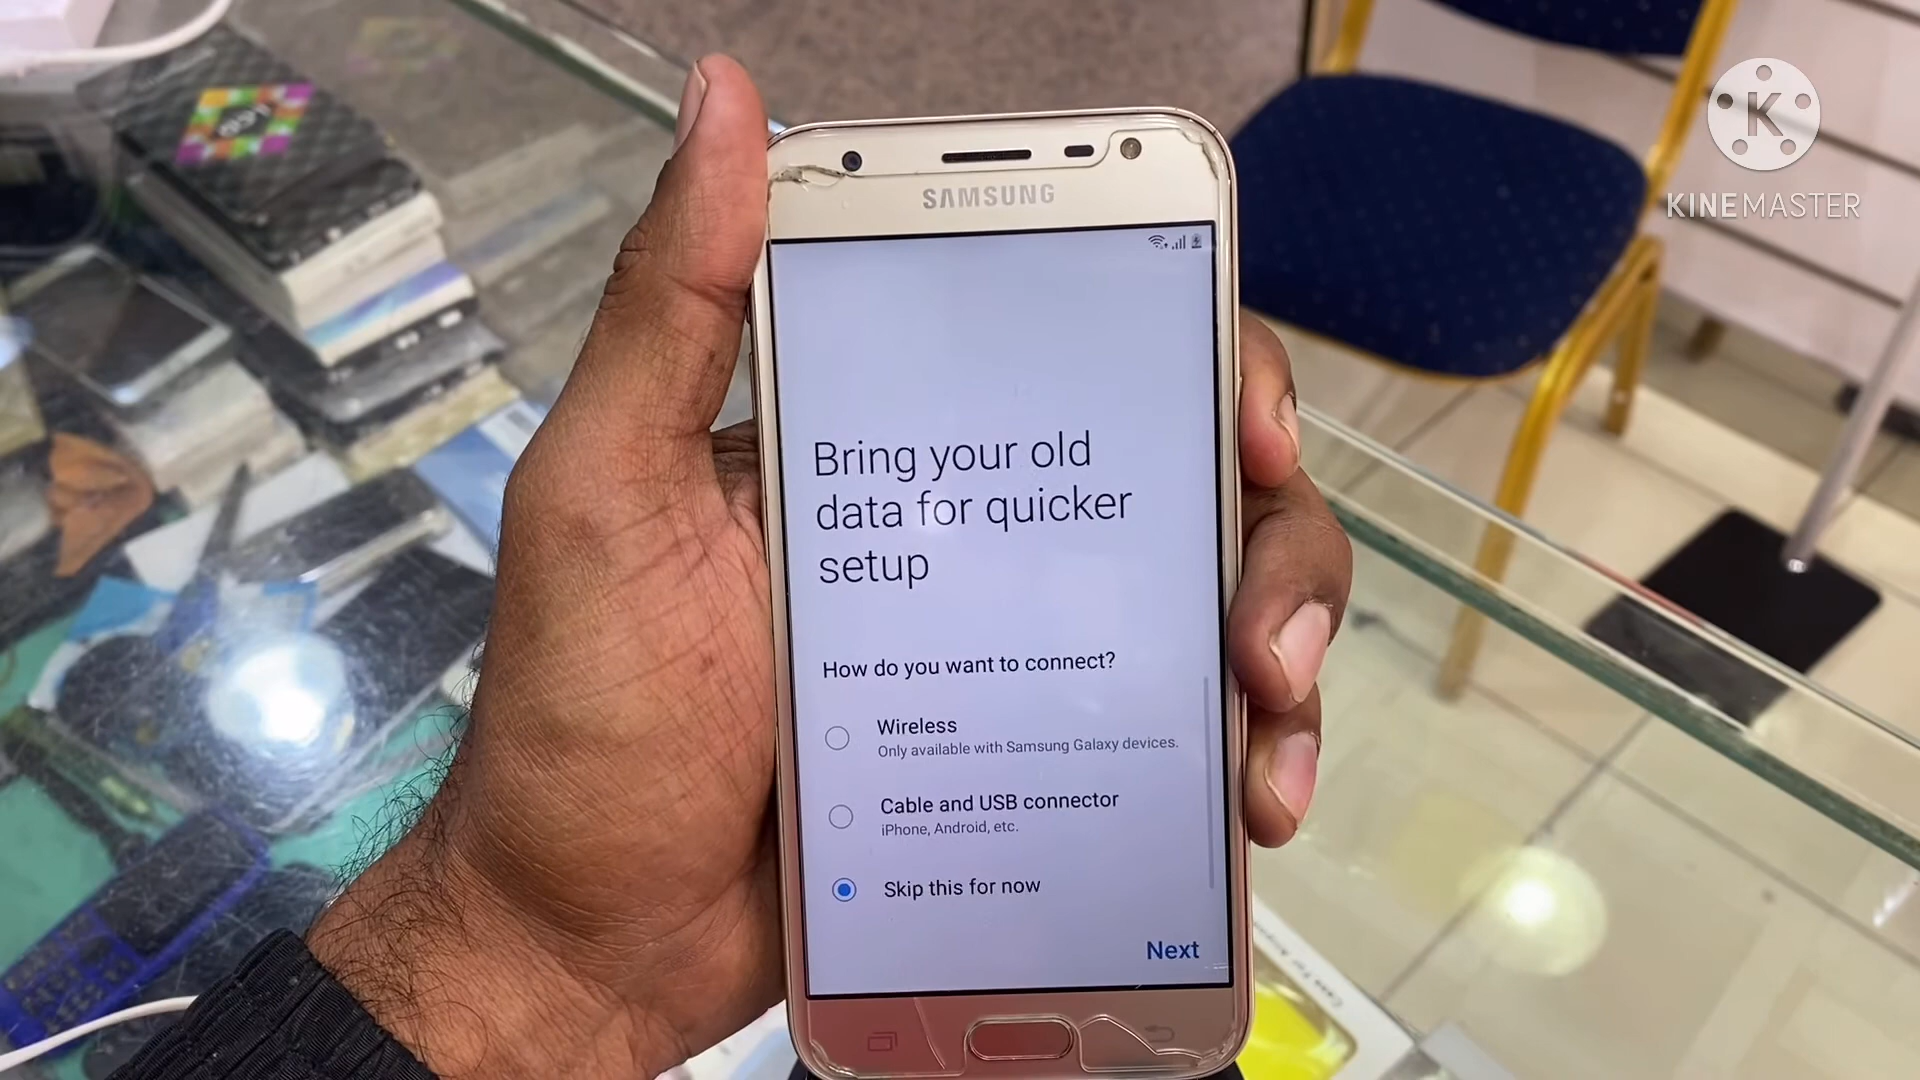 K
KINEMASTER
SAMSUNG
Bring your old
data for quicker
setup
How do you want to connect?
Wireless
Only available with Samsung Galaxy devices.
Cable and USB connector
iPhone, Android, etc.
Skip this for now
Next